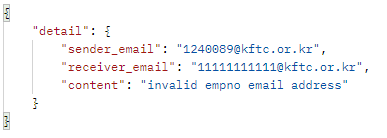 {
"detail": {
"sender_email": "1240089@kftc.or.kr",
"receiver_email": "11111111111@kftc.or.kr",
"content": "invalid empno email address"
}
}